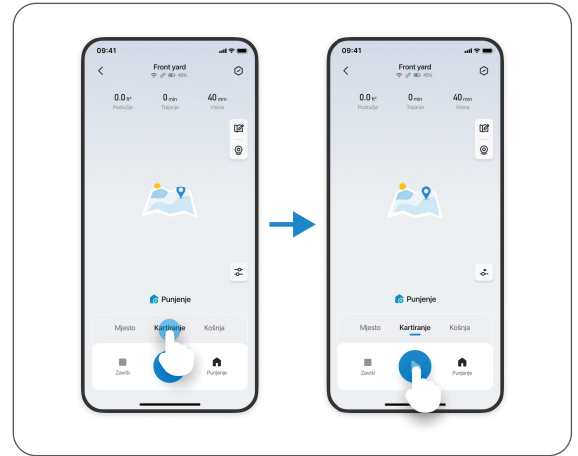 09:41
Front yard
45%
0.0 ft² 0 min 40 mm
Područje Trajanje Visina
Punjenje
Mjesto Kartiranje Košnja
Završi Punjenje
09:41
Front yard
45%
0.0 ft² 0 min 40 mm
Područje Trajanje Visina
Punjenje
Mjesto Kartiranje Košnja
Završi Punjenje